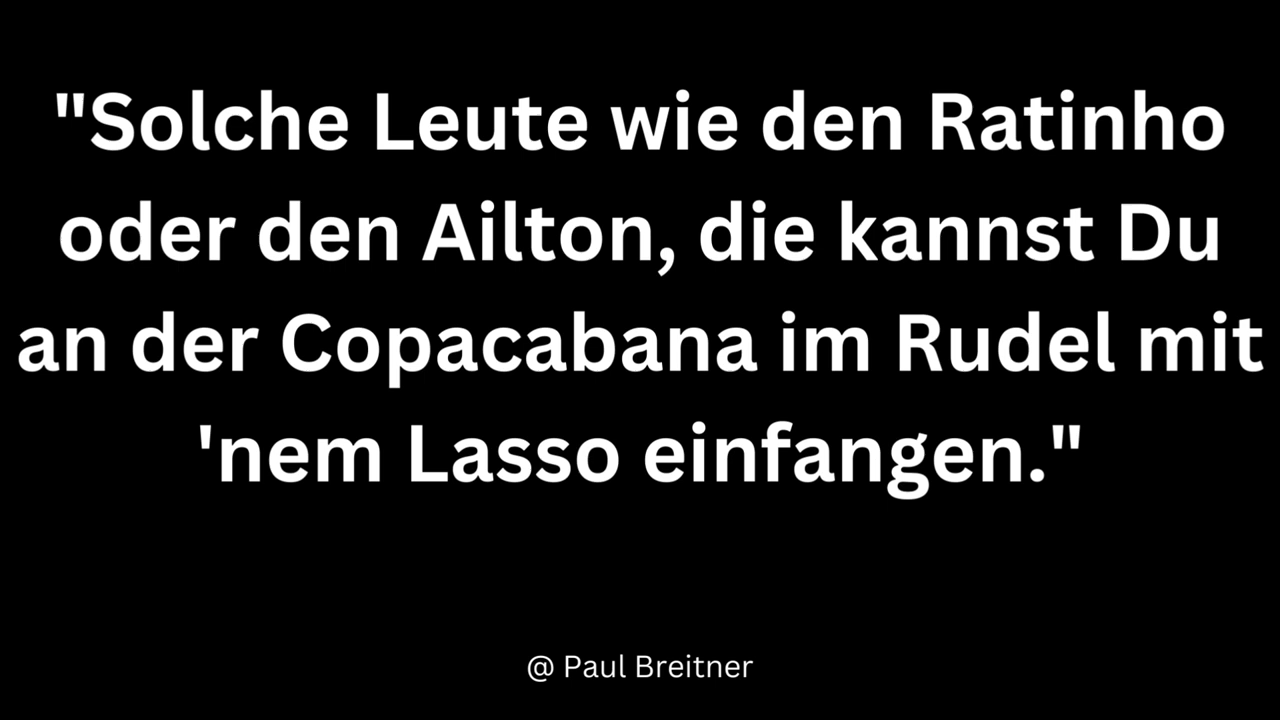 "Solche Leute wie den Ratinho
oder den Ailton, die kannst Du
an der Copacabana im Rudel mit
'nem Lasso einfangen."
@ Paul Breitner